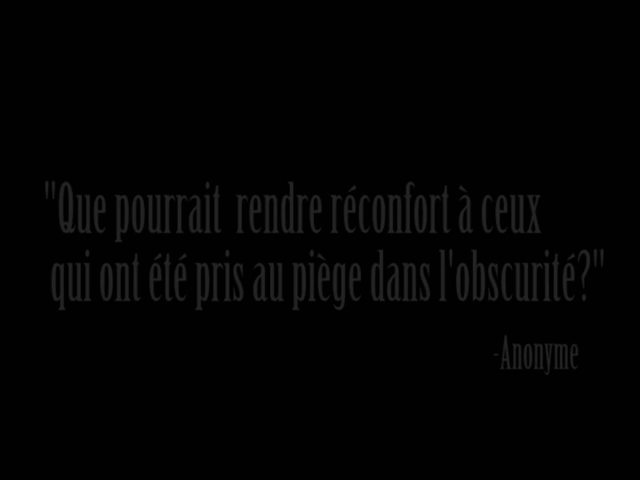 "Que pourrait rendre réconfort à ceux
qui ont été pris au piège dans l'obscurité?"
-Anonyme